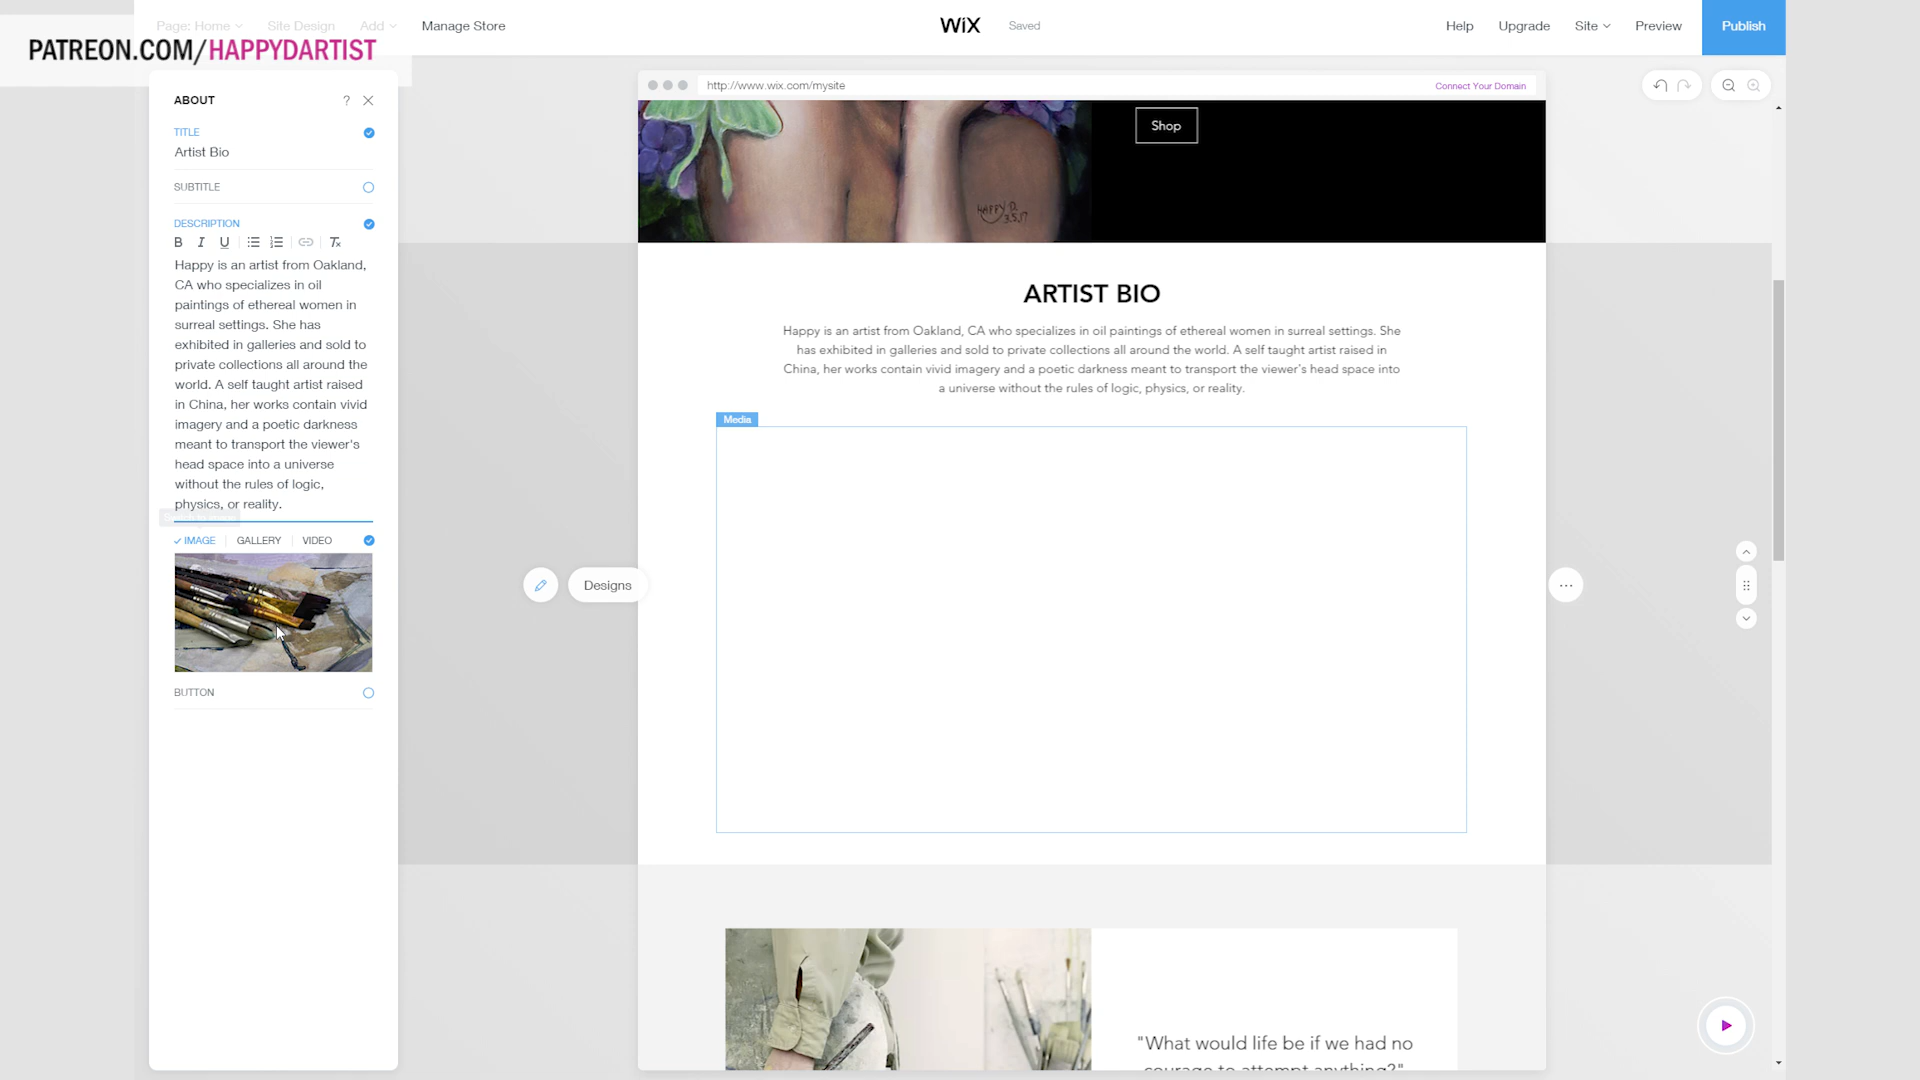 Page: Home
Site Design
Add
Manage Store
WiX
Saved
Help
Upgrade
Site
Preview
Publish
PATREON.COM/HAPPYDARTIST
ABOUT
?
TITLE
Artist Bio
SUBTITLE
DESCRIPTION
B I U Tx
Happy is an artist from Oakland,
CA who specializes in oil
paintings of ethereal women in
surreal settings. She has
exhibited in galleries and sold to
private collections all around the
world. A self taught artist raised
in China, her works contain vivid
imagery and a poetic darkness
meant to transport the viewer's
head space into a universe
without the rules of logic,
physics, or reality.
IMAGE
GALLERY
VIDEO
BUTTON
Designs
http://www.wix.com/mysite
Connect Your Domain
Shop
HAPPY D.
3.5.17
ARTIST BIO
Happy is an artist from Oakland, CA who specializes in oil paintings of ethereal women in surreal settings. She
has exhibited in galleries and sold to private collections all around the world. A self taught artist raised in
China, her works contain vivid imagery and a poetic darkness meant to transport the viewer's head space into
a universe without the rules of logic, physics, or reality.
Media
"What would life be if we had no
courage to attempt anything?"